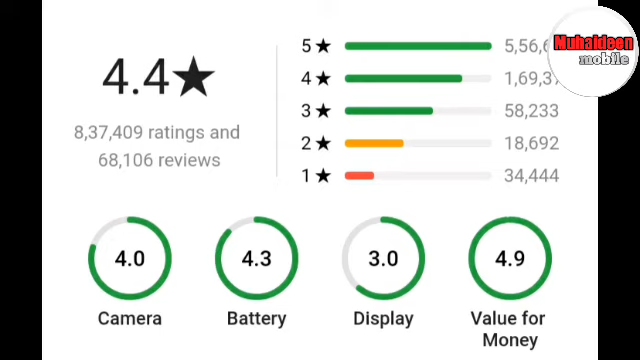 4.4★
8,37,409 ratings and
68,106 reviews
5★
4★
3★ 58,233
2★ 18,692
1★ 34,444
4.0 4.3 3.0 4.9
Camera Battery Display Value for
Money
Muhaideen
mobile